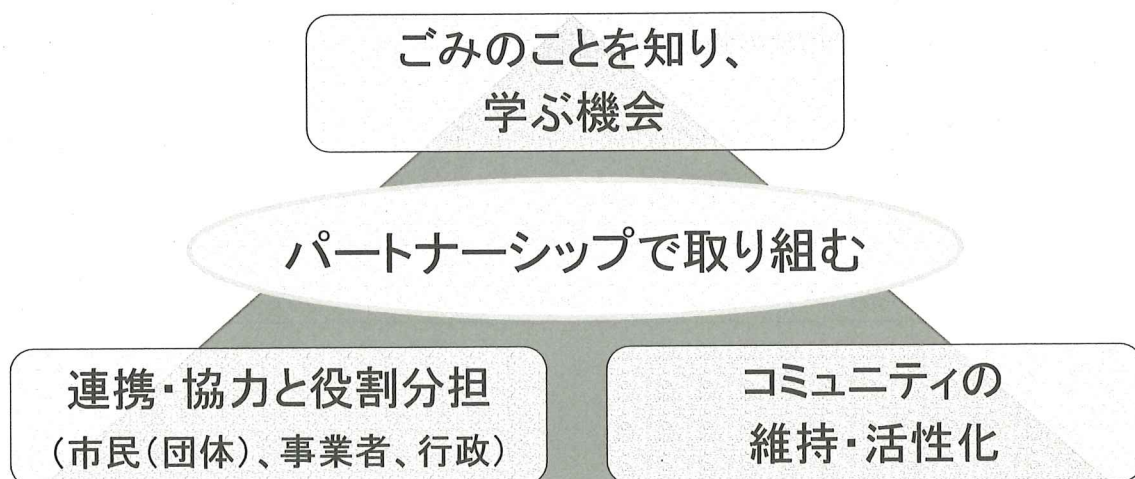 ごみのことを知り、
学ぶ機会
パートナーシップで取り組む
連携・協力と役割分担
(市民(団体)、事業者、行政)
コミュニティの
維持・活性化